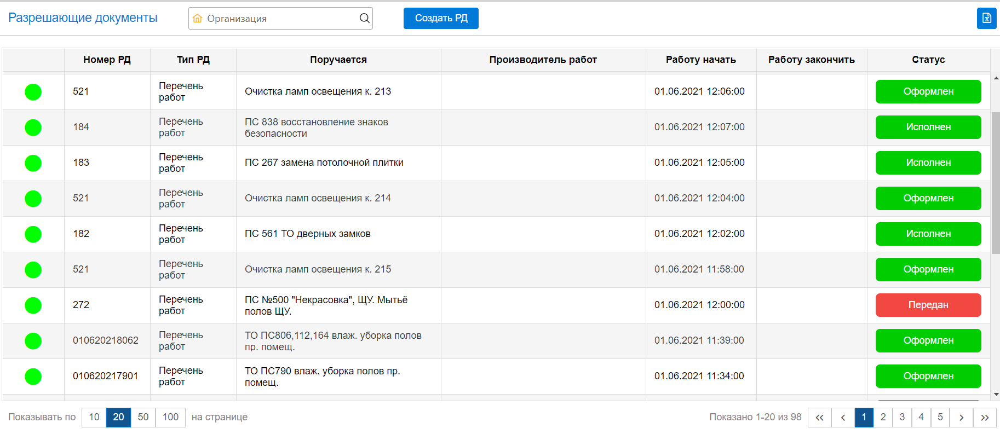 Разрешающие документы
Организация
Создать РД
Номер РД Тип РД Поручается Производитель работ Работу начать Работу закончить Статус
521 Перечень работ Очистка ламп освещения к. 213 01.06.2021 12:06:00 Оформлен
184 Перечень работ ПС 838 восстановление знаков безопасности 01.06.2021 12:07:00 Исполнен
183 Перечень работ ПС 267 замена потолочной плитки 01.06.2021 12:05:00 Исполнен
521 Перечень работ Очистка ламп освещения к. 214 01.06.2021 12:04:00 Оформлен
182 Перечень работ ПС 561 ТО дверных замков 01.06.2021 12:02:00 Исполнен
521 Перечень работ Очистка ламп освещения к. 215 01.06.2021 11:58:00 Оформлен
272 Перечень работ ПС №500 "Некрасовка", ЩУ. Мытьё полов ЩУ. 01.06.2021 12:00:00 Передан
010620218062 Перечень работ ТО ПС806,112,164 влаж. уборка полов пр. помещ. 01.06.2021 11:39:00 Оформлен
010620217901 Перечень работ ТО ПС790 влаж. уборка полов пр. помещ. 01.06.2021 11:34:00 Оформлен
Показывать по 10 20 50 100 на странице Показано 1-20 из 98 « ‹ 1 2 3 4 5 › »